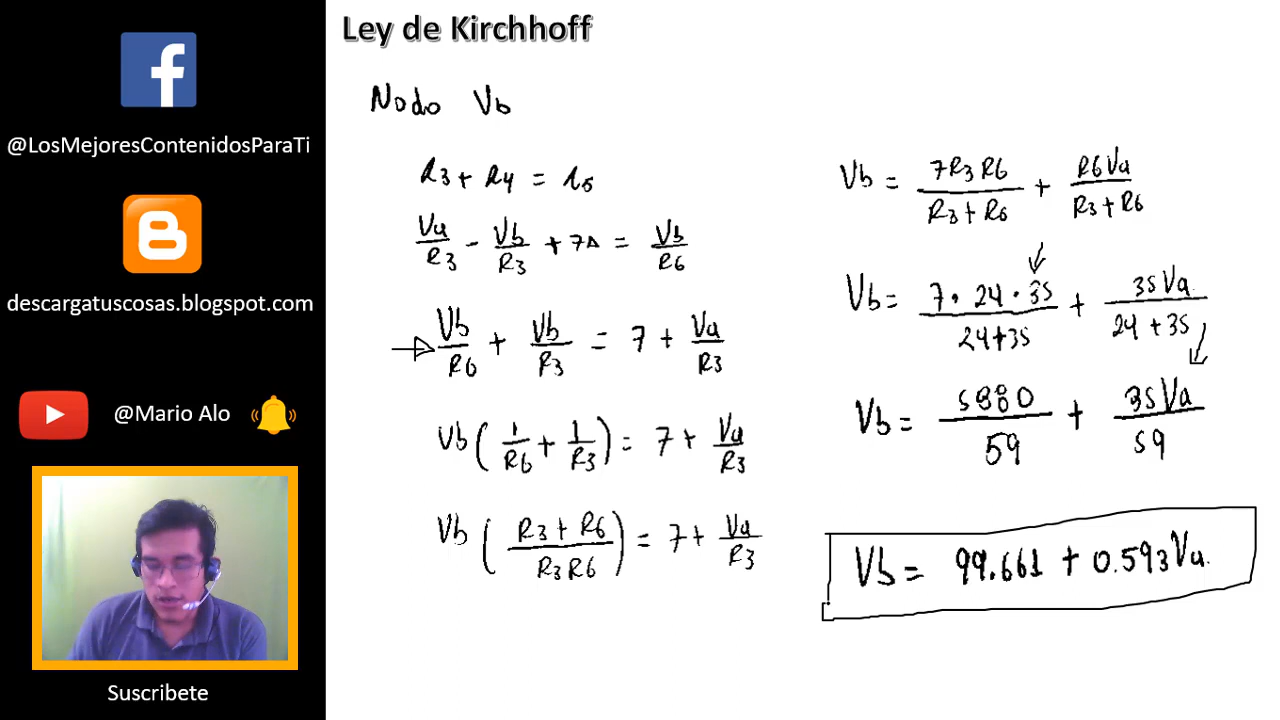 Ley de Kirchhoff
@LosMejoresContenidosParaTi
descargatuscosas.blogspot.com
@Mario Alo
Suscribete
Nodo Vb
R3 + R4 = i5
Va/R3 - Vb/R3 + 7A = Vb/R6
Vb/R6 + Vb/R3 = 7 + Va/R3
Vb (1/R6 + 1/R3) = 7 + Va/R3
Vb (R3 + R6 / R3R6) = 7 + Va/R3
Vb = 7R3R6 / R3 + R6 + R6Va / R3 + R6
Vb = 7 · 24 · 35 / 24+35 + 35Va / 24 + 35
Vb = 5880 / 59 + 35Va / 59
Vb = 99.661 + 0.593Va